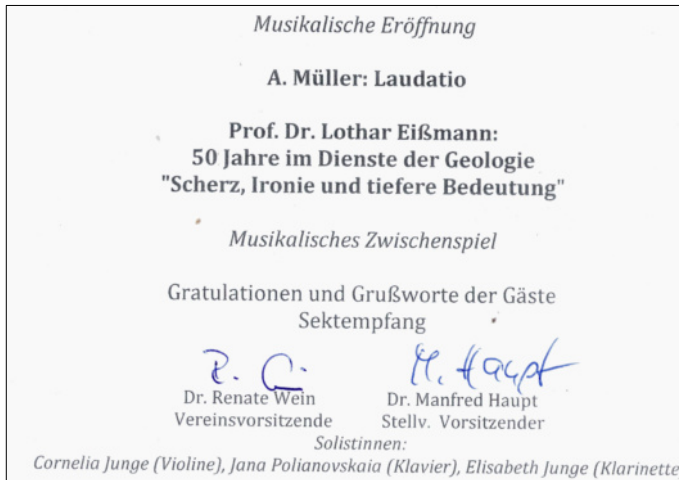 Musikalische Eröffnung
A. Müller: Laudatio
Prof. Dr. Lothar Eißmann:
50 Jahre im Dienste der Geologie
"Scherz, Ironie und tiefere Bedeutung"
Musikalisches Zwischenspiel
Gratulationen und Grußworte der Gäste
Sektempfang
M. Haupt
Dr. Renate Wein Dr. Manfred Haupt
Vereinsvorsitzende Stellv. Vorsitzender
Solistinnen:
Cornelia Junge (Violine), Jana Polianovskaia (Klavier), Elisabeth Junge (Klarinette